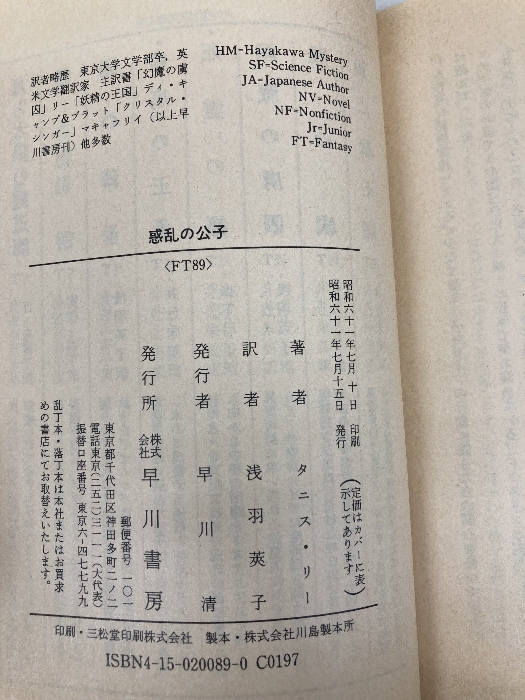 訳者略歴　東京大学文学部卒，英
米文学翻訳家　主訳書「幻魔の虜
囚」リー「妖精の王国」ディ・キ
ャンプ&プラット「クリスタル・
シンガー」マキャフリイ（以上早
川書房刊）他多数
HM=Hayakawa Mystery
SF=Science Fiction
JA=Japanese Author
NV=Novel
NF=Nonfiction
Jr=Junior
FT=Fantasy
惑乱の公子
〈FT89〉
昭和六十一年七月　十　日　印刷
昭和六十一年七月十五日　発行
（定価はカバーに表
示してあります）
著者　タニス・リー
訳者　浅羽莢子
発行者　早川　清
発行所　株式会社　早川書房
郵便番号　一〇一
東京都千代田区神田多町二ノ二
電話東京(二五二)三一一一(大代表)
振替口座番号　東京六-四七七九九
乱丁本・落丁本は本社またはお買求
めの書店にてお取替えいたします。
印刷・三松堂印刷株式会社　製本・株式会社川島製本所
ISBN4-15-020089-0 C0197